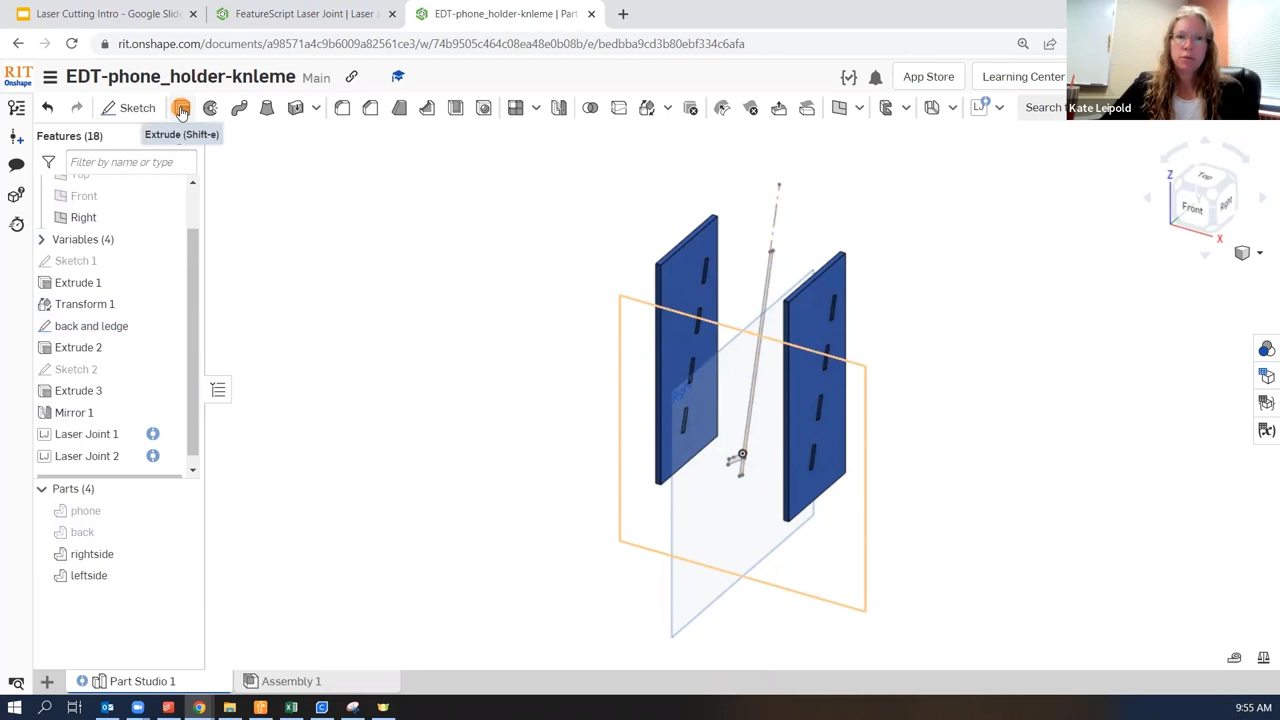 Laser Cutting Intro - Google Slide
FeatureScript Laser Joint | Laser J
EDT-phone_holder-knleme | Part
rit.onshape.com/documents/a98571a4c9b6009a82561ce3/w/74b9505c464c08ea48e0b08b/e/bedbba9cd3b80ebf324c6afa
RIT
Onshape
EDT-phone_holder-knleme
Main
App Store
Learning Center
Kate Leipold
Sketch
Search
Extrude (Shift-e)
Features (18)
Filter by name or type
Top
Front
Right
Variables (4)
Sketch 1
Extrude 1
Transform 1
back and ledge
Extrude 2
Sketch 2
Extrude 3
Mirror 1
Laser Joint 1
Laser Joint 2
Parts (4)
phone
back
rightside
leftside
Z
Top
Front
Right
X
Part Studio 1
Assembly 1
9:55 AM